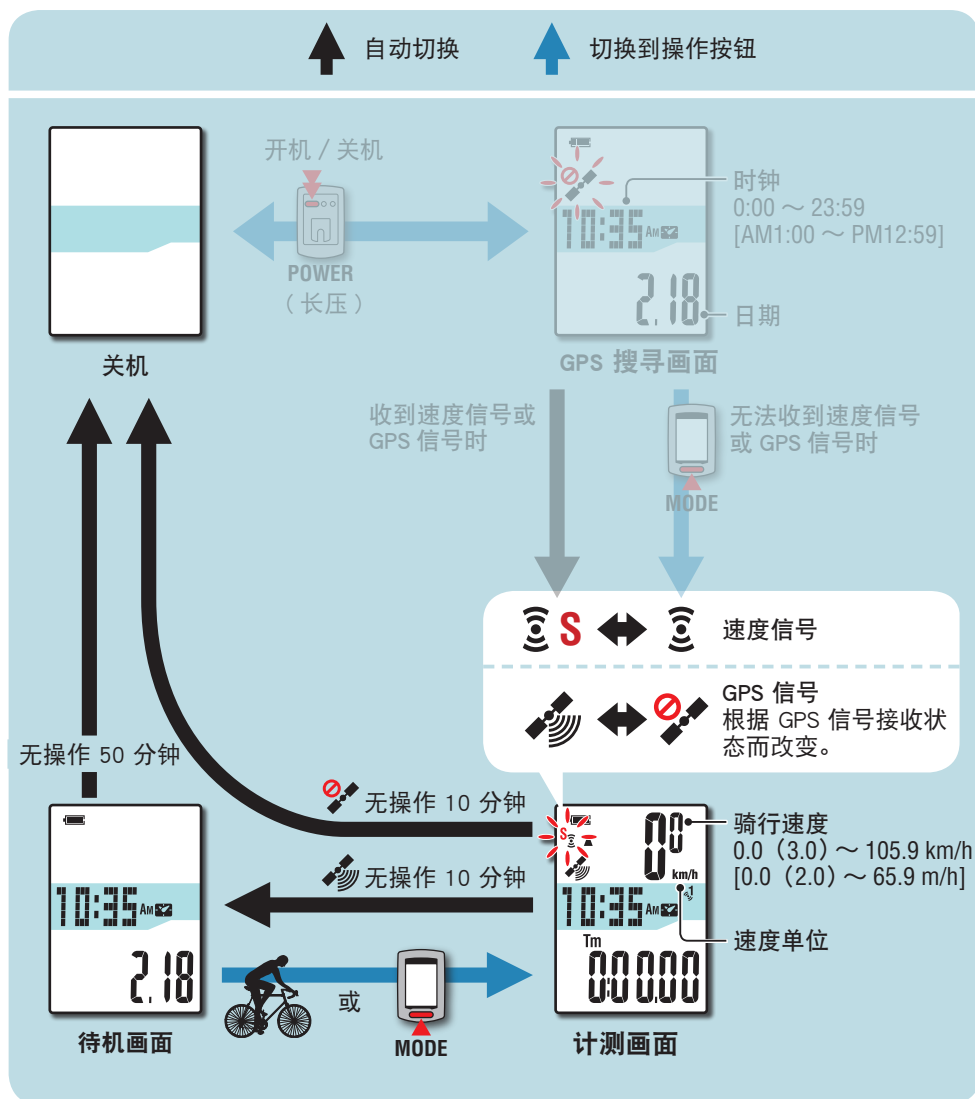 自动切换
切换到操作按钮
开机 / 关机
POWER
（ 长压 ）
关机
10:35 AM
2.18
时钟
0:00 ～ 23:59
[AM1:00 ～ PM12:59]
日期
GPS 搜寻画面
收到速度信号或
GPS 信号时
无法收到速度信号
或 GPS 信号时
MODE
S
速度信号
GPS 信号
根据 GPS 信号接收状
态而改变。
无操作 50 分钟
无操作 10 分钟
无操作 10 分钟
10:35 AM
2.18
待机画面
或
MODE
S
0.0
km/h
10:35 AM
1
Tm
0:00.00
计测画面
骑行速度
0.0（3.0）～ 105.9 km/h
[0.0（2.0）～ 65.9 m/h]
速度单位